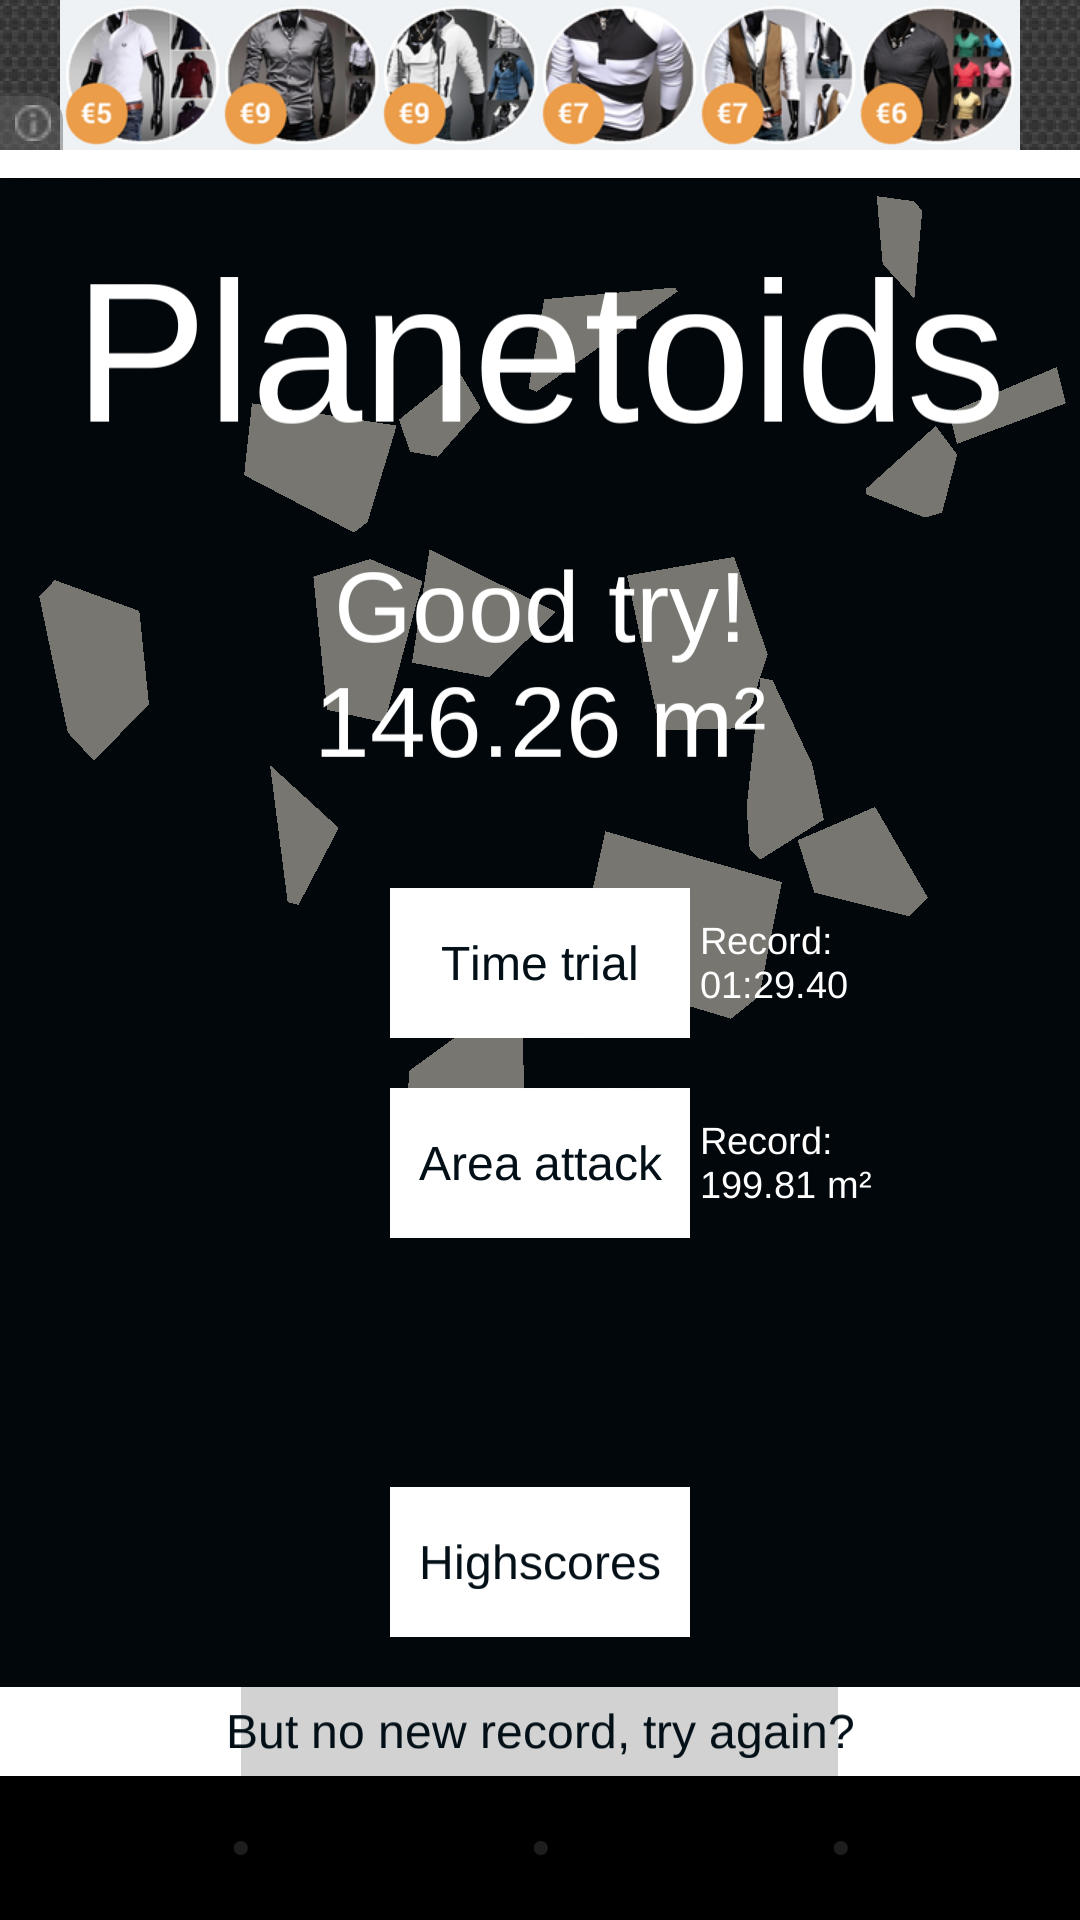 €5
€9
€9
€7
€7
€6
Planetoids
Good try!
146.26 m²
Time trial
Record:
01:29.40
Area attack
Record:
199.81 m²
Highscores
But no new record, try again?